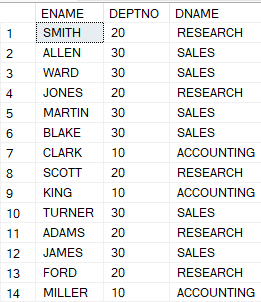 ENAME DEPTNO DNAME
1 SMITH 20 RESEARCH
2 ALLEN 30 SALES
3 WARD 30 SALES
4 JONES 20 RESEARCH
5 MARTIN 30 SALES
6 BLAKE 30 SALES
7 CLARK 10 ACCOUNTING
8 SCOTT 20 RESEARCH
9 KING 10 ACCOUNTING
10 TURNER 30 SALES
11 ADAMS 20 RESEARCH
12 JAMES 30 SALES
13 FORD 20 RESEARCH
14 MILLER 10 ACCOUNTING